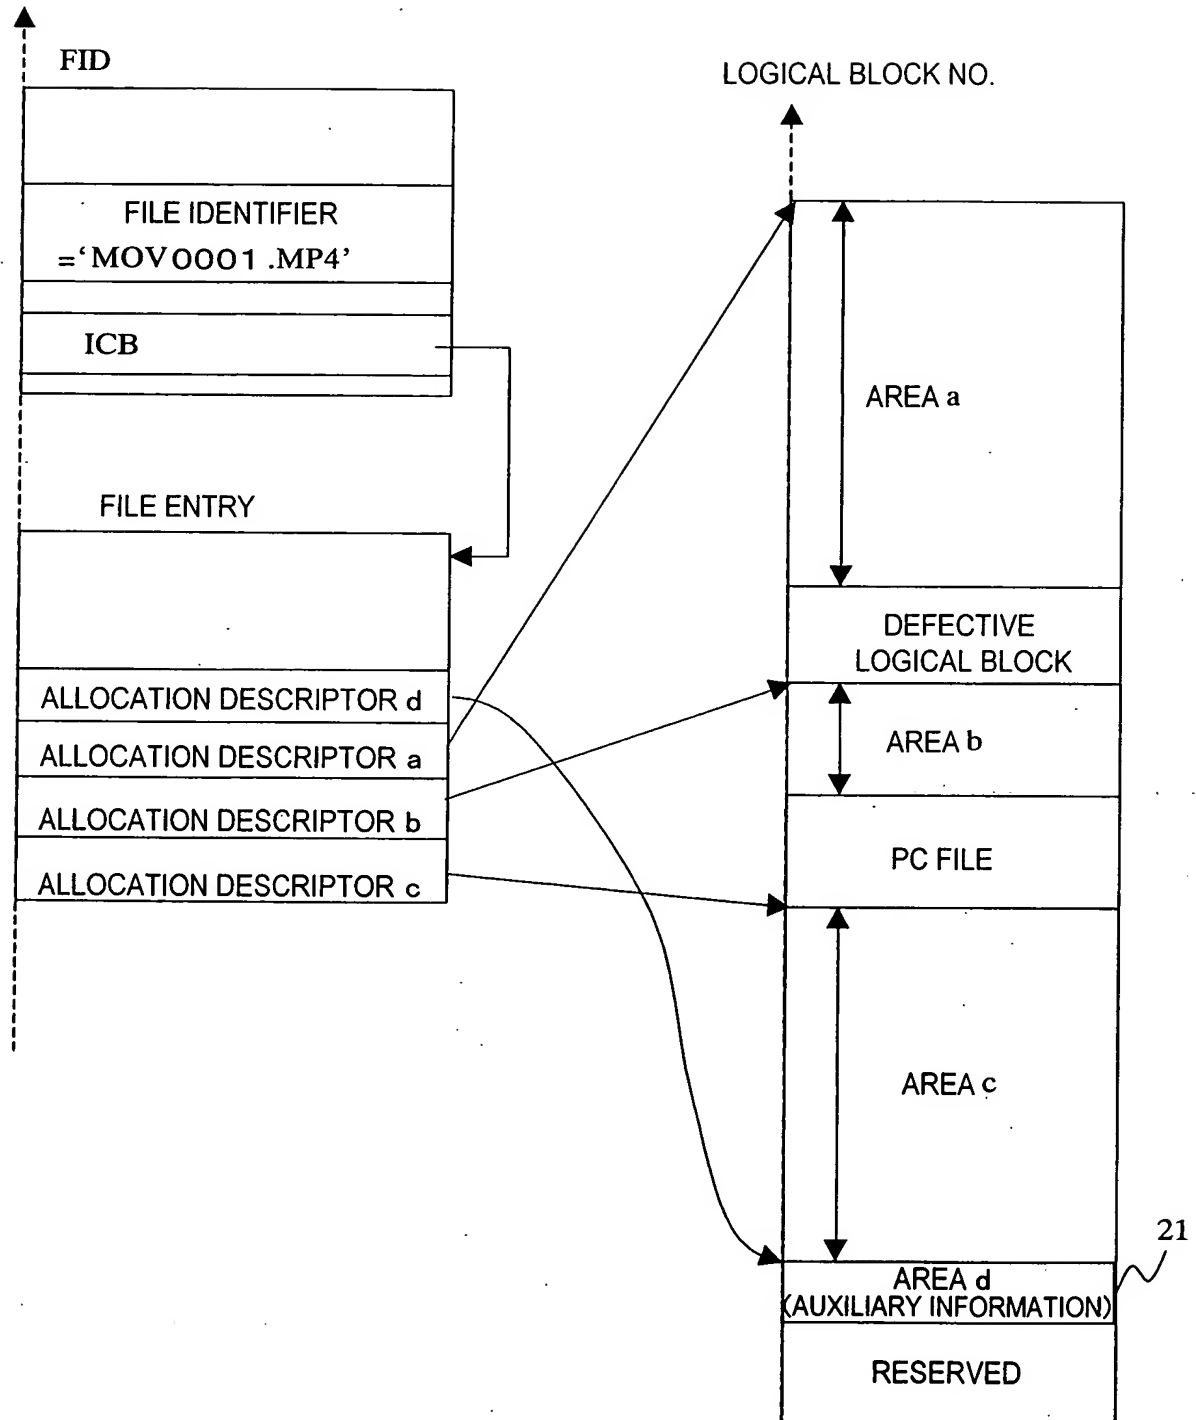 FID
FILE IDENTIFIER
=‘MOV0001.MP4’
ICB
FILE ENTRY
ALLOCATION DESCRIPTOR d
ALLOCATION DESCRIPTOR a
ALLOCATION DESCRIPTOR b
ALLOCATION DESCRIPTOR c
LOGICAL BLOCK NO.
AREA a
DEFECTIVE
LOGICAL BLOCK
AREA b
PC FILE
AREA c
21
AREA d
(AUXILIARY INFORMATION)
RESERVED